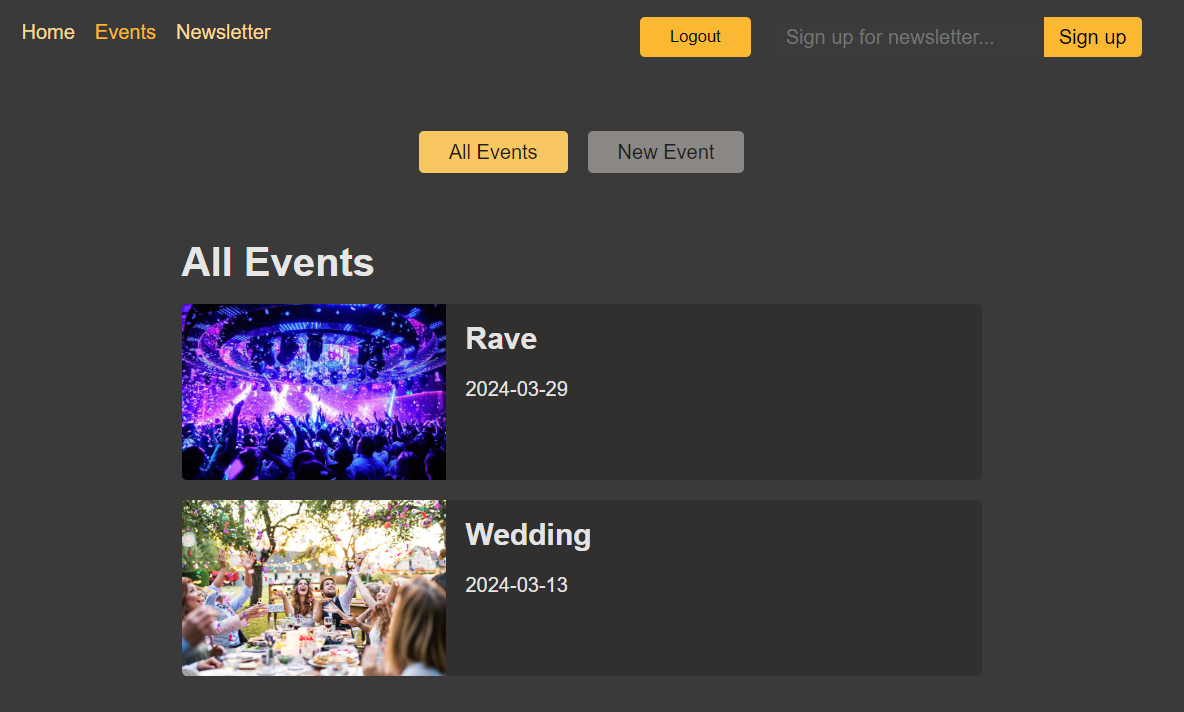 Home Events Newsletter Logout Sign up for newsletter... Sign up
All Events New Event
All Events
Rave
2024-03-29
Wedding
2024-03-13